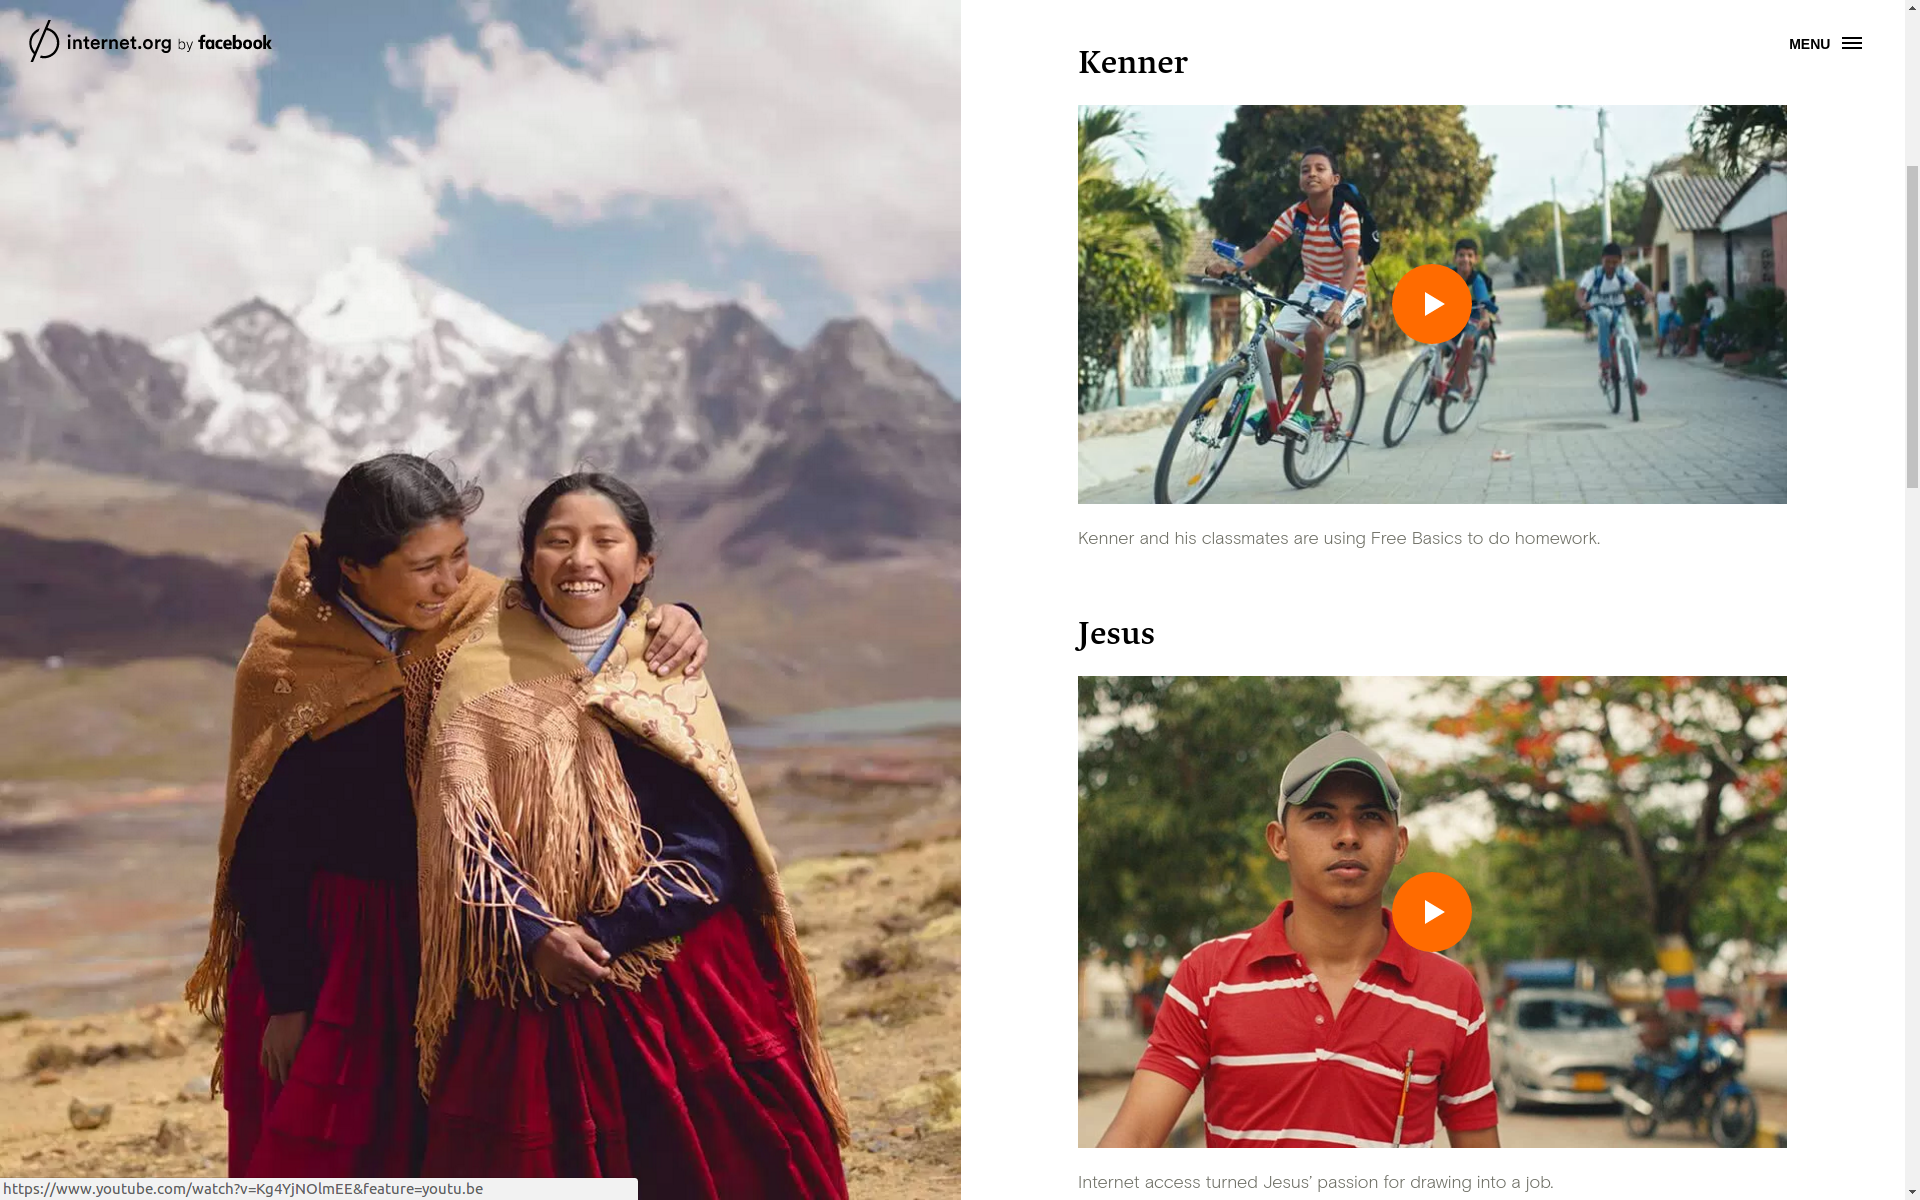 internet.org by facebook
MENU
Kenner
Kenner and his classmates are using Free Basics to do homework.
Jesus
Internet access turned Jesus’ passion for drawing into a job.
https://www.youtube.com/watch?v=Kg4YjNOlmEE&feature=youtu.be